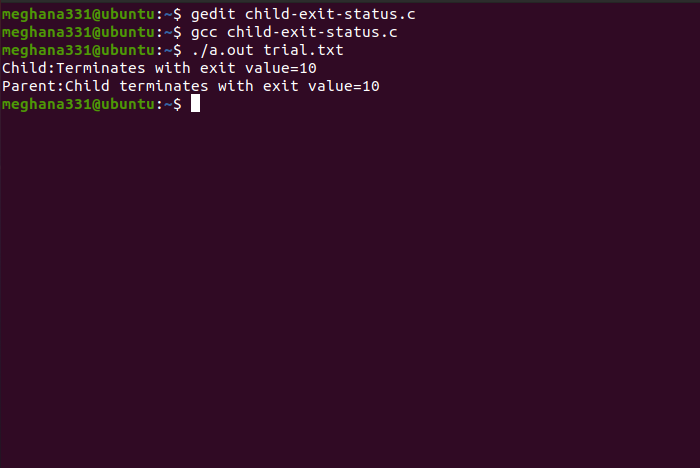 meghana331@ubuntu:~$ gedit child-exit-status.c
meghana331@ubuntu:~$ gcc child-exit-status.c
meghana331@ubuntu:~$ ./a.out trial.txt
Child:Terminates with exit value=10
Parent:Child terminates with exit value=10
meghana331@ubuntu:~$